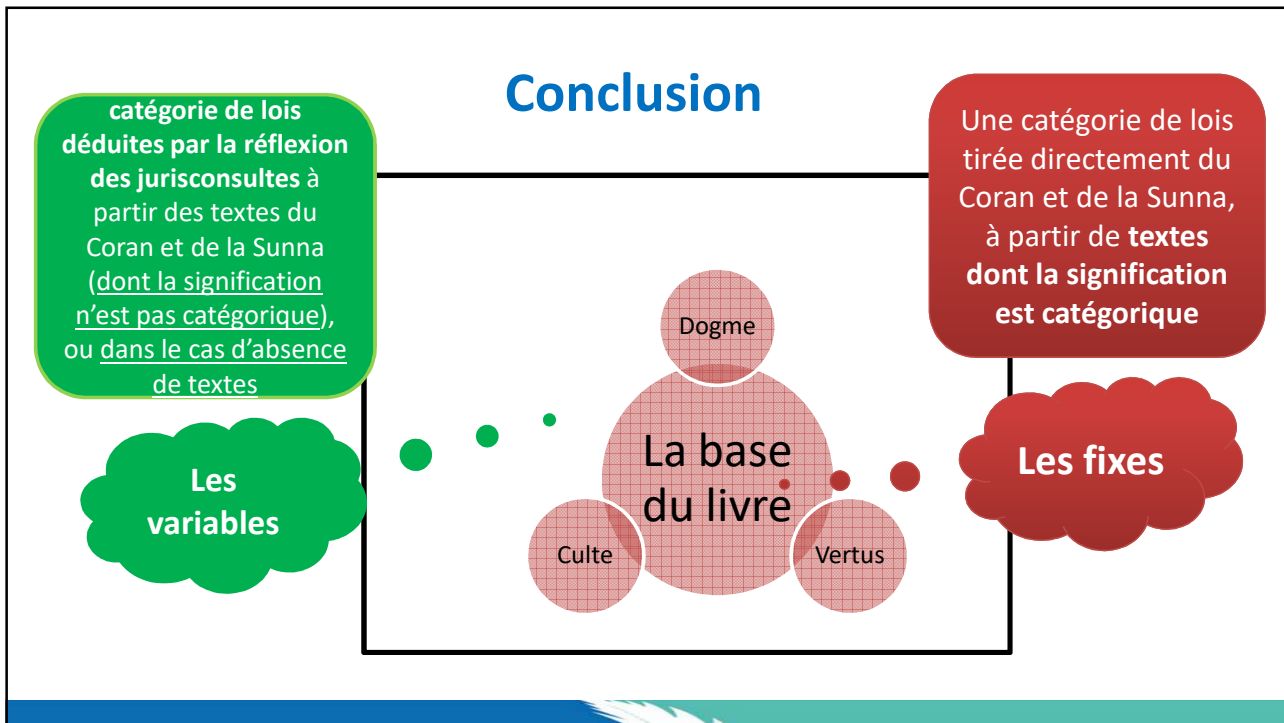 Conclusion
catégorie de lois
déduites par la réflexion
des jurisconsultes à
partir des textes du
Coran et de la Sunna
(dont la signification
n’est pas catégorique),
ou dans le cas d’absence
de textes
Les
variables
Dogme
La base
du livre
Culte
Vertus
Une catégorie de lois
tirée directement du
Coran et de la Sunna,
à partir de textes
dont la signification
est catégorique
Les fixes